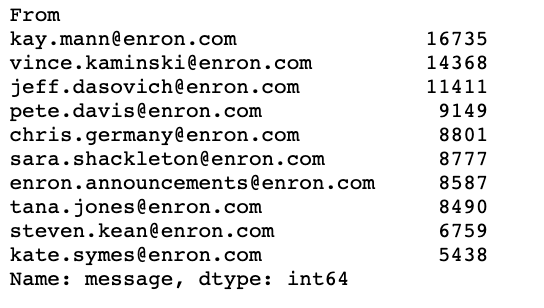 From
kay.mann@enron.com 16735
vince.kaminski@enron.com 14368
jeff.dasovich@enron.com 11411
pete.davis@enron.com 9149
chris.germany@enron.com 8801
sara.shackleton@enron.com 8777
enron.announcements@enron.com 8587
tana.jones@enron.com 8490
steven.kean@enron.com 6759
kate.symes@enron.com 5438
Name: message, dtype: int64